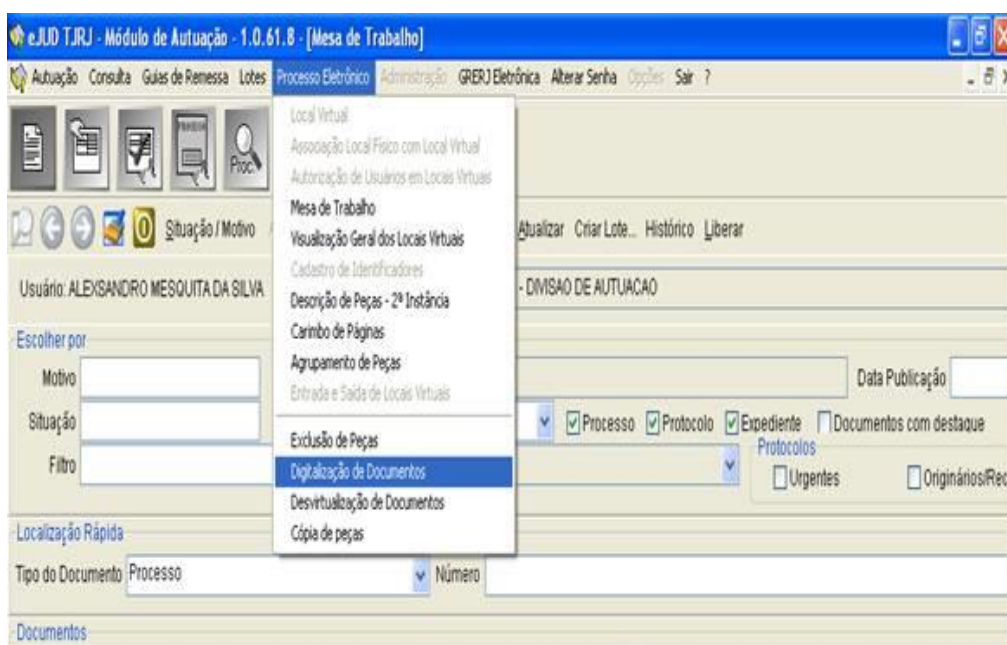 eJUD TJRJ - Módulo de Autuação - 1.0.61.8 - [Mesa de Trabalho]
Autuação Consulta Guias de Remessa Lotes Processo Eletrônico Administração GRERJ Eletrônica Alterar Senha Opções Sair ?
Local Virtual
Associação Local Físico com Local Virtual
Autorização de Usuários em Locais Virtuais
Mesa de Trabalho
Visualização Geral dos Locais Virtuais
Cadastro de Identificadores
Descrição de Peças - 2ª Instância
Carimbo de Páginas
Agrupamento de Peças
Entrada e Saída de Locais Virtuais
Exclusão de Peças
Digitalização de Documentos
Desvirtualização de Documentos
Cópia de peças
Proc.
Situação / Motivo
Atualizar Criar Lote... Histórico Liberar
Usuário: ALEXSANDRO MESQUITA DA SILVA
- DIVISAO DE AUTUACAO
Escolher por
Motivo
Data Publicação
Situação
Processo Protocolo Expediente Documentos com destaque
Filtro
Protocolos
Urgentes Originários/Rec
Localização Rápida
Tipo do Documento Processo Número
Documentos